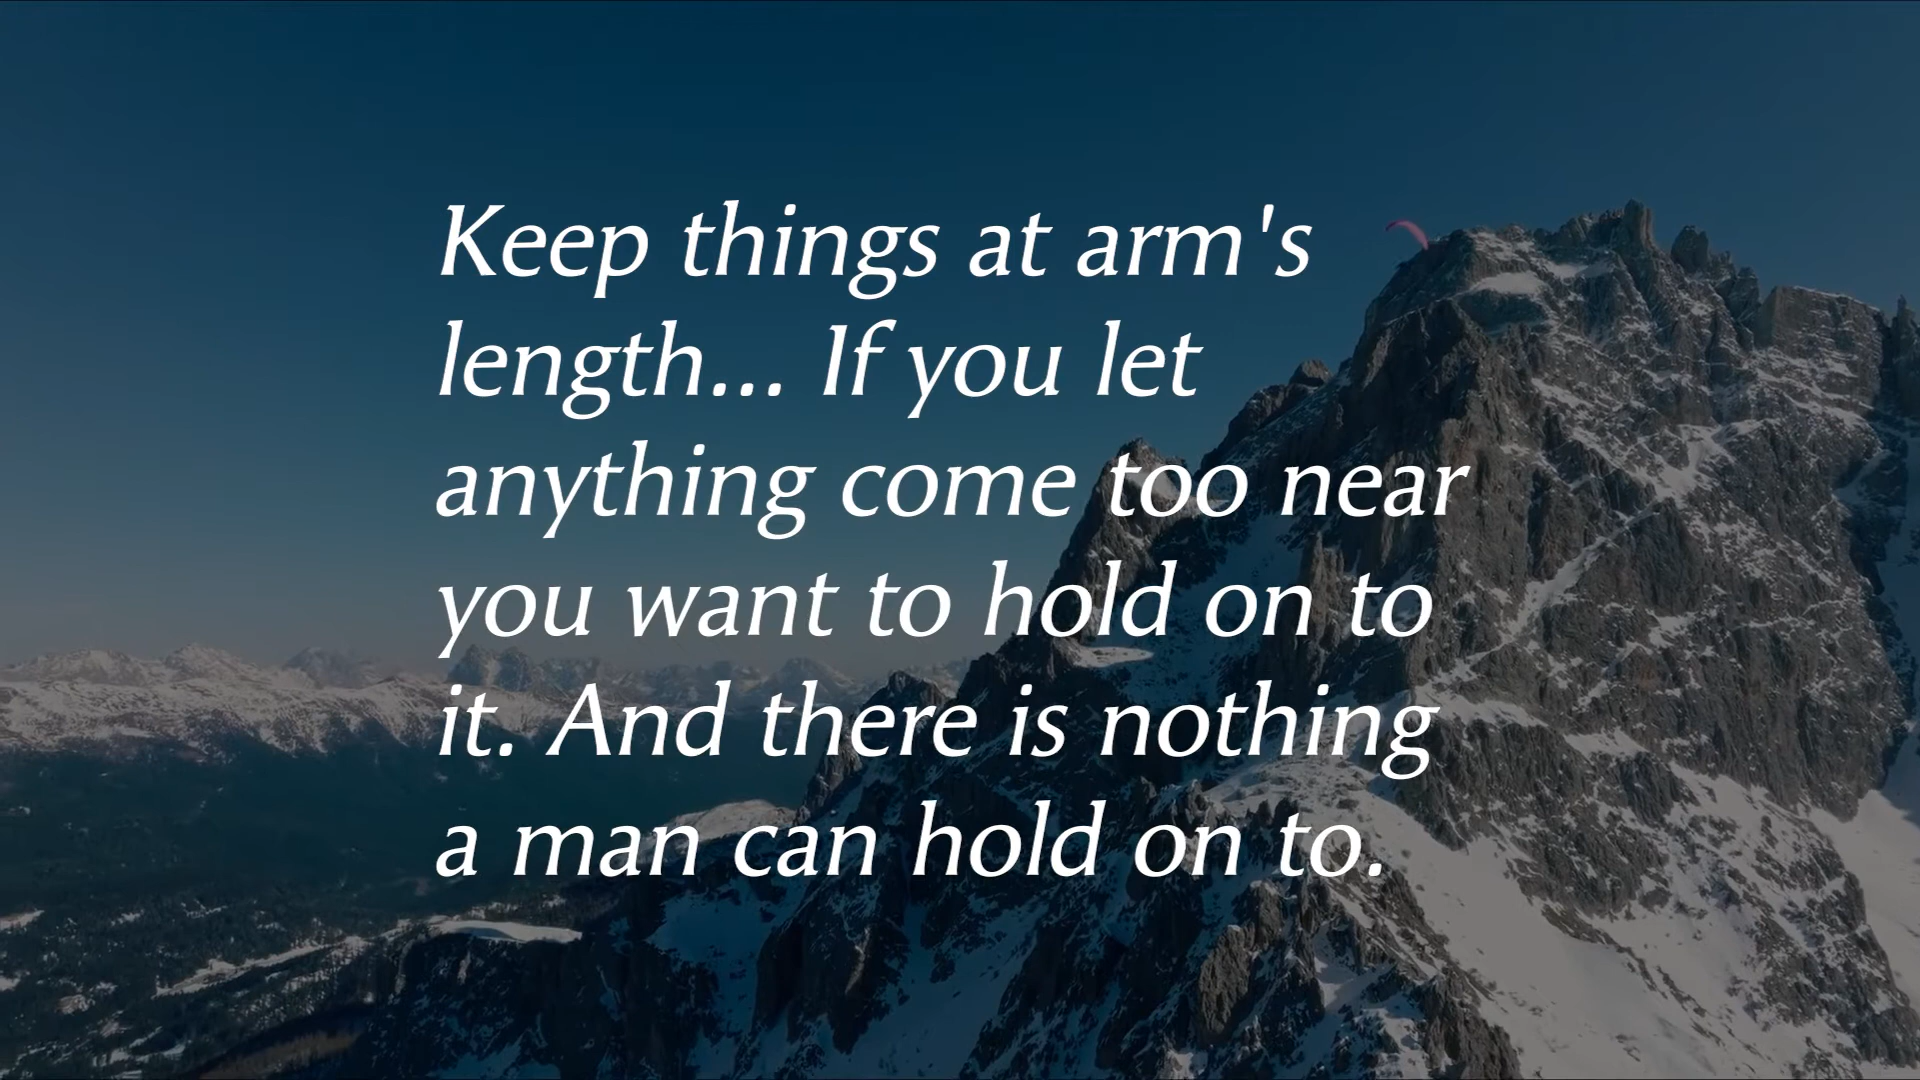 Keep things at arm's
length... If you let
anything come too near
you want to hold on to
it. And there is nothing
a man can hold on to.